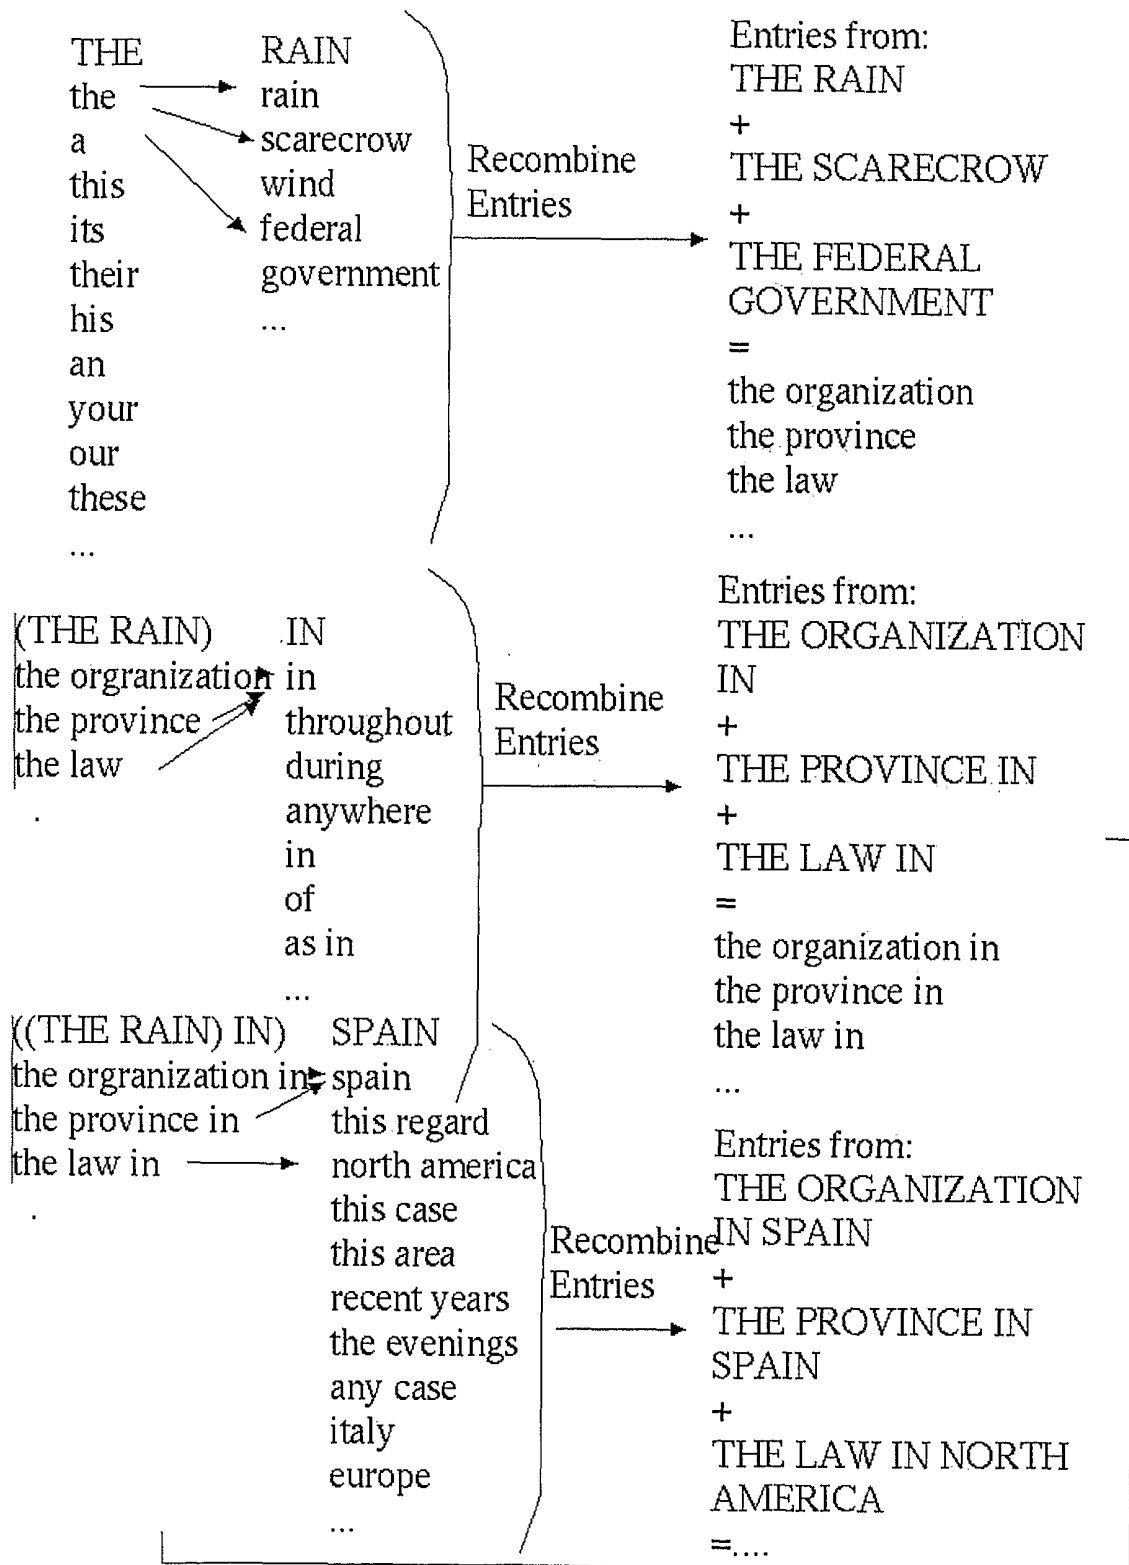 THE RAIN
the rain
a scarecrow
this wind
its federal
their government
his ...
an
your
our
these
...
Recombine
Entries
Entries from:
THE RAIN
+
THE SCARECROW
+
THE FEDERAL
GOVERNMENT
=
the organization
the province
the law
...
(THE RAIN) IN
the orgranization in
the province throughout
the law during
anywhere
in
of
as in
...
Recombine
Entries
Entries from:
THE ORGANIZATION
IN
+
THE PROVINCE IN
+
THE LAW IN
=
the organization in
the province in
the law in
...
((THE RAIN) IN) SPAIN
the orgranization in spain
the province in this regard
the law in north america
this case
this area
recent years
the evenings
any case
italy
europe
...
Recombine
Entries
Entries from:
THE ORGANIZATION
IN SPAIN
+
THE PROVINCE IN
SPAIN
+
THE LAW IN NORTH
AMERICA
=....